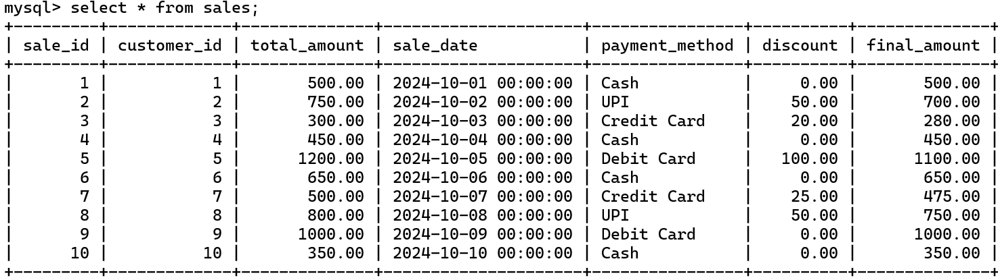 mysql> select * from sales;
+---------+-------------+--------------+---------------------+----------------+----------+--------------+
| sale_id | customer_id | total_amount | sale_date           | payment_method | discount | final_amount |
+---------+-------------+--------------+---------------------+----------------+----------+--------------+
|       1 |           1 |       500.00 | 2024-10-01 00:00:00 | Cash           |     0.00 |       500.00 |
|       2 |           2 |       750.00 | 2024-10-02 00:00:00 | UPI            |    50.00 |       700.00 |
|       3 |           3 |       300.00 | 2024-10-03 00:00:00 | Credit Card    |    20.00 |       280.00 |
|       4 |           4 |       450.00 | 2024-10-04 00:00:00 | Cash           |     0.00 |       450.00 |
|       5 |           5 |      1200.00 | 2024-10-05 00:00:00 | Debit Card     |   100.00 |      1100.00 |
|       6 |           6 |       650.00 | 2024-10-06 00:00:00 | Cash           |     0.00 |       650.00 |
|       7 |           7 |       500.00 | 2024-10-07 00:00:00 | Credit Card    |    25.00 |       475.00 |
|       8 |           8 |       800.00 | 2024-10-08 00:00:00 | UPI            |    50.00 |       750.00 |
|       9 |           9 |      1000.00 | 2024-10-09 00:00:00 | Debit Card     |     0.00 |      1000.00 |
|      10 |          10 |       350.00 | 2024-10-10 00:00:00 | Cash           |     0.00 |       350.00 |
+---------+-------------+--------------+---------------------+----------------+----------+--------------+